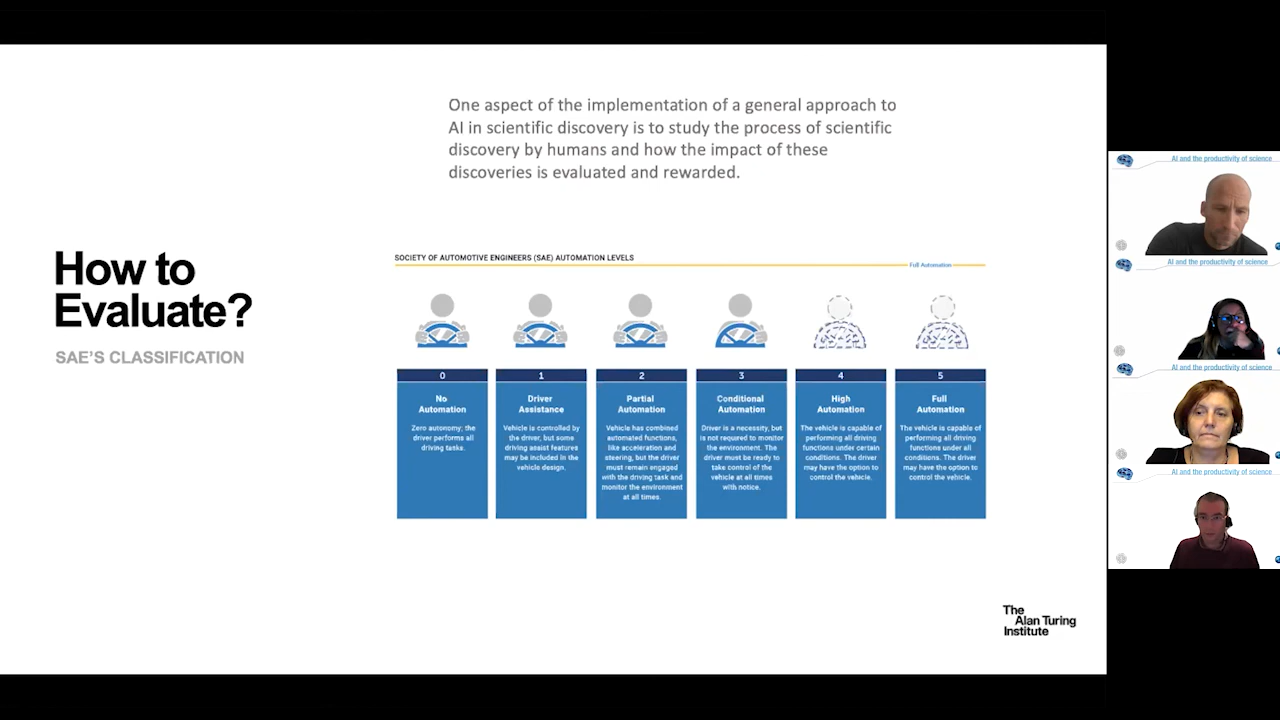 One aspect of the implementation of a general approach to
AI in scientific discovery is to study the process of scientific
discovery by humans and how the impact of these
discoveries is evaluated and rewarded.
How to
Evaluate?
SAE'S CLASSIFICATION
SOCIETY OF AUTOMOTIVE ENGINEERS (SAE) AUTOMATION LEVELS
Full Automation
0
No
Automation
Zero autonomy; the
driver performs all
driving tasks.
1
Driver
Assistance
Vehicle is controlled by
the driver, but some
driving assist features
may be included in the
vehicle design.
2
Partial
Automation
Vehicle has combined
automated functions,
like acceleration and
steering, but the driver
must remain engaged
with the driving task and
monitor the environment
at all times.
3
Conditional
Automation
Driver is a necessity, but
is not required to monitor
the environment. The
driver must be ready to
take control of the
vehicle at all times
with notice.
4
High
Automation
The vehicle is capable of
performing all driving
functions under certain
conditions. The driver
may have the option to
control the vehicle.
5
Full
Automation
The vehicle is capable of
performing all driving
functions under all
conditions. The driver
may have the option to
control the vehicle.
The
Alan Turing
Institute
AI and the productivity of science
AI and the productivity of science
AI and the productivity of science
AI and the productivity of science